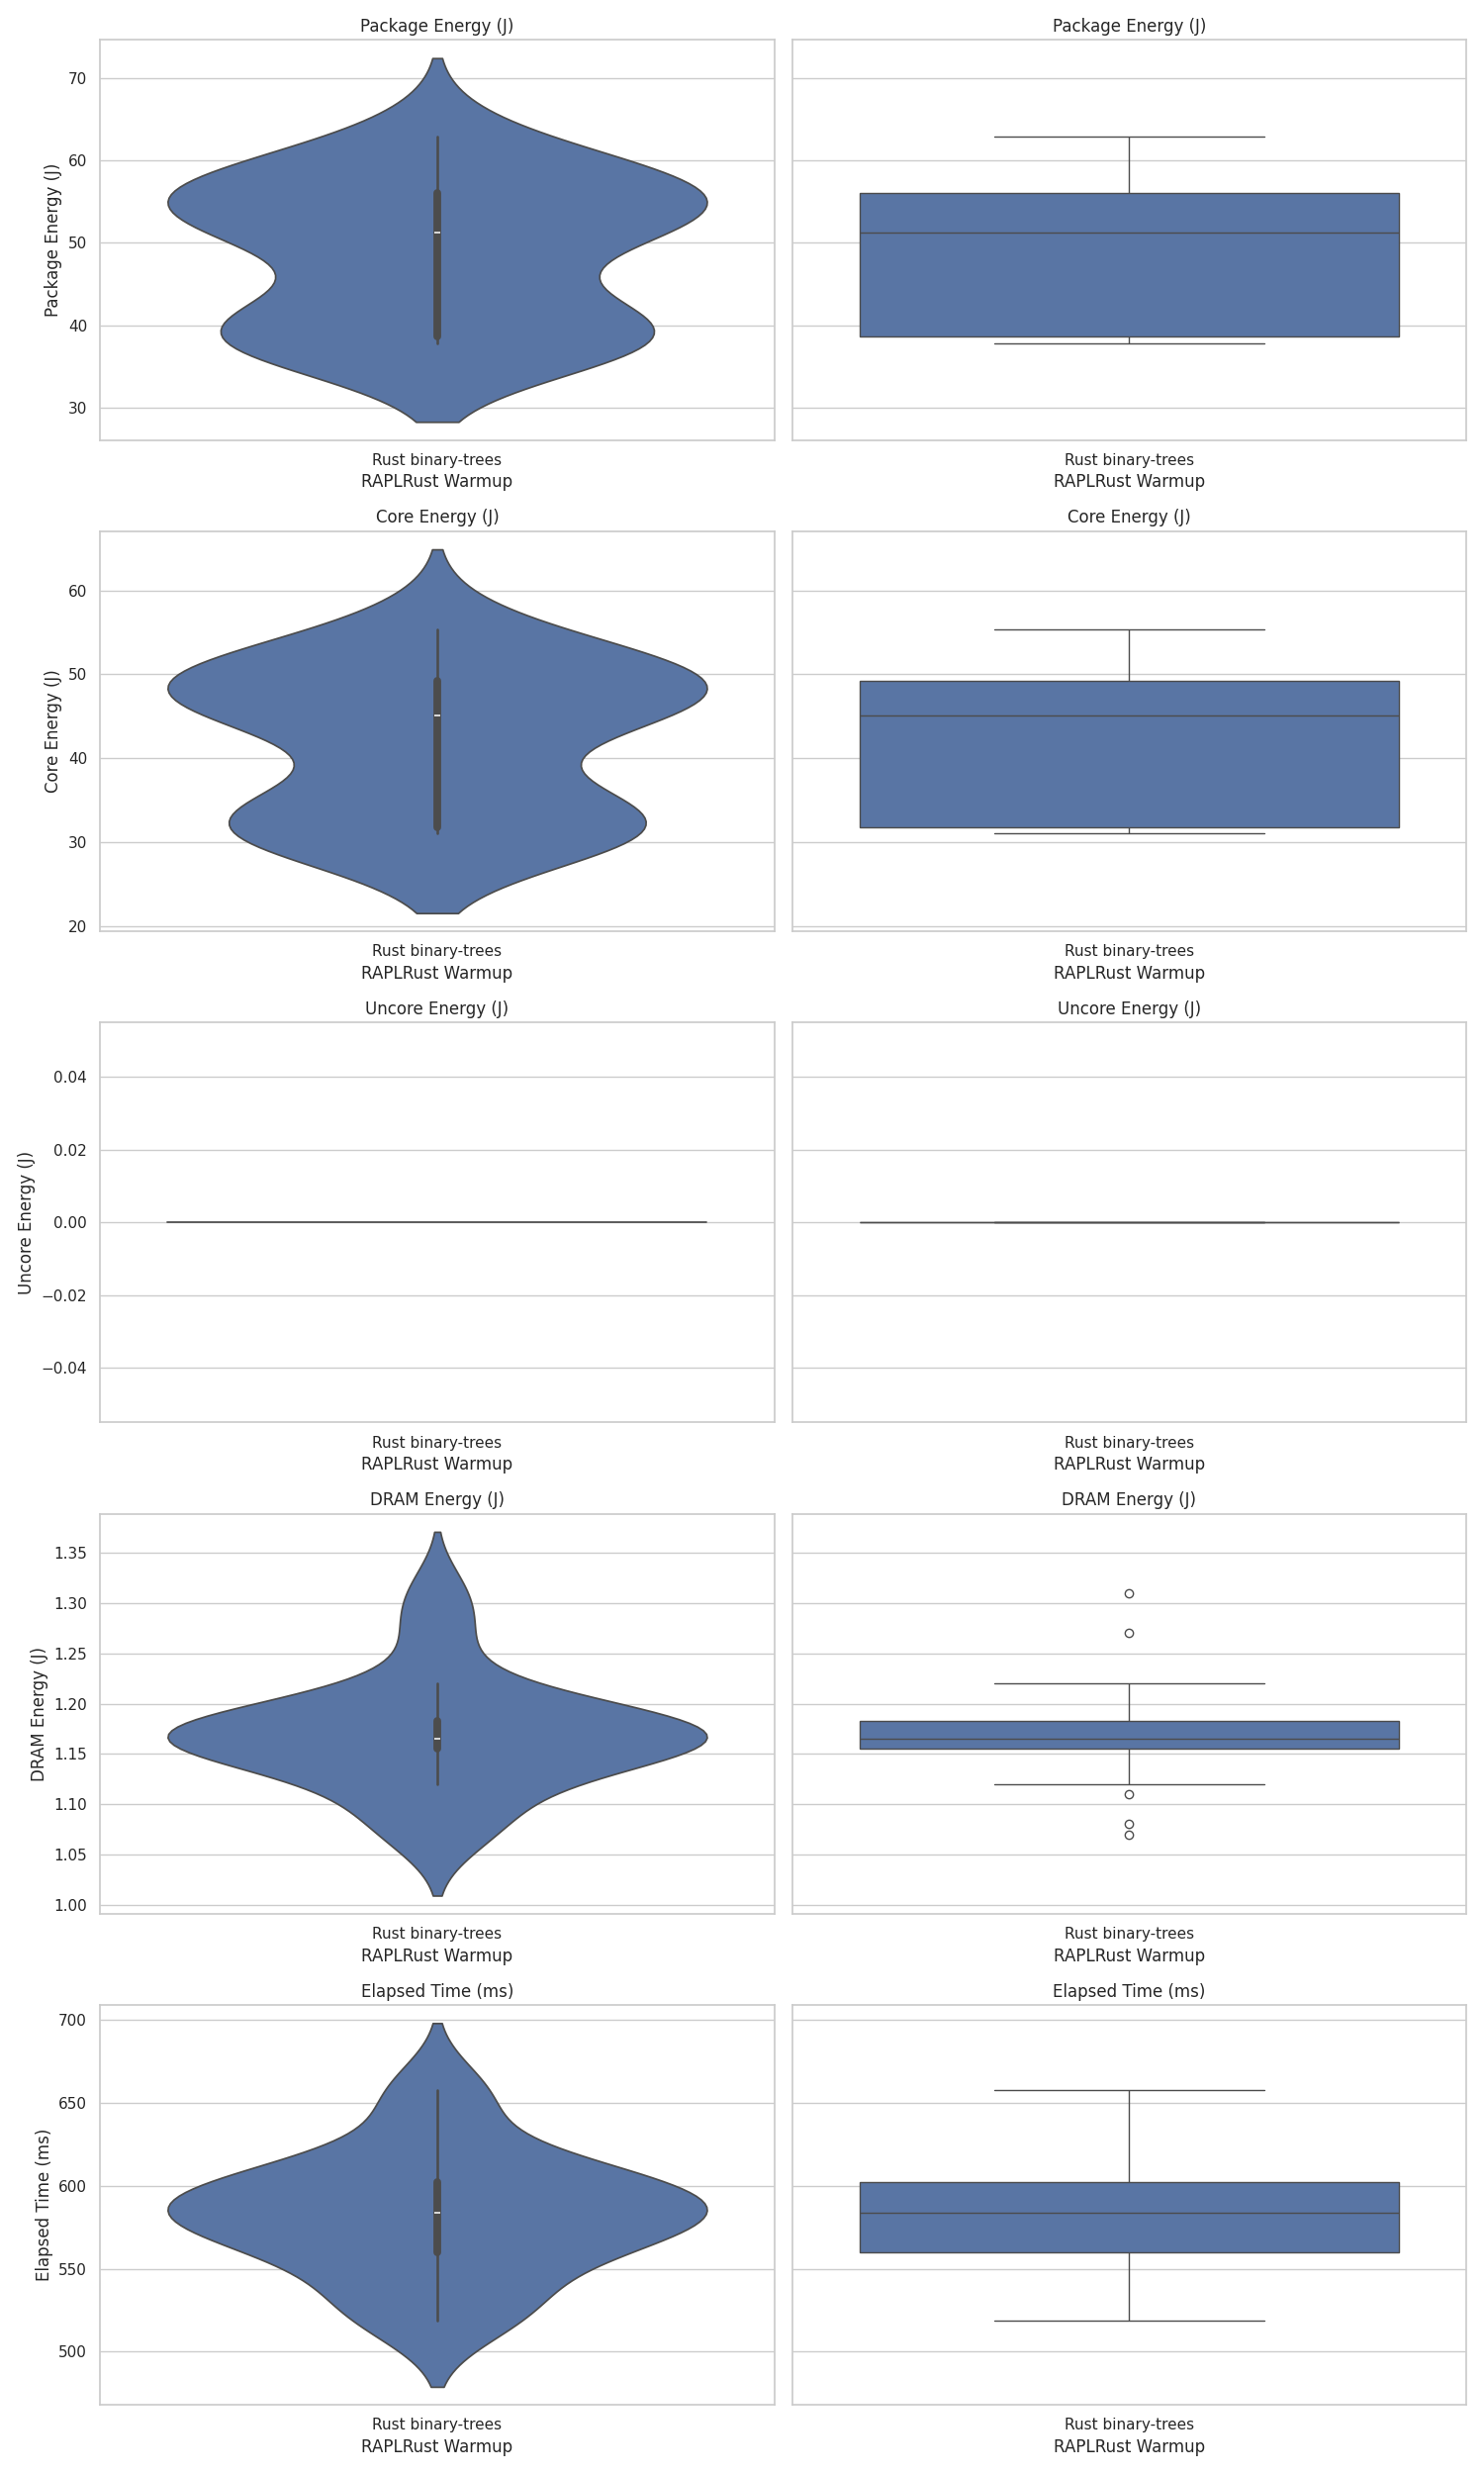 Package Energy (J)
Package Energy (J)
Package Energy (J)
70
60
50
40
30
Rust binary-trees
RAPLRust Warmup
Rust binary-trees
RAPLRust Warmup
Core Energy (J)
Core Energy (J)
Core Energy (J)
60
50
40
30
20
Rust binary-trees
RAPLRust Warmup
Rust binary-trees
RAPLRust Warmup
Uncore Energy (J)
Uncore Energy (J)
Uncore Energy (J)
0.04
0.02
0.00
−0.02
−0.04
Rust binary-trees
RAPLRust Warmup
Rust binary-trees
RAPLRust Warmup
DRAM Energy (J)
DRAM Energy (J)
DRAM Energy (J)
1.35
1.30
1.25
1.20
1.15
1.10
1.05
1.00
Rust binary-trees
RAPLRust Warmup
Rust binary-trees
RAPLRust Warmup
Elapsed Time (ms)
Elapsed Time (ms)
Elapsed Time (ms)
700
650
600
550
500
Rust binary-trees
RAPLRust Warmup
Rust binary-trees
RAPLRust Warmup